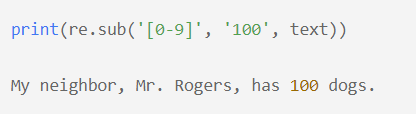 print(re.sub('[0-9]', '100', text))
My neighbor, Mr. Rogers, has 100 dogs.